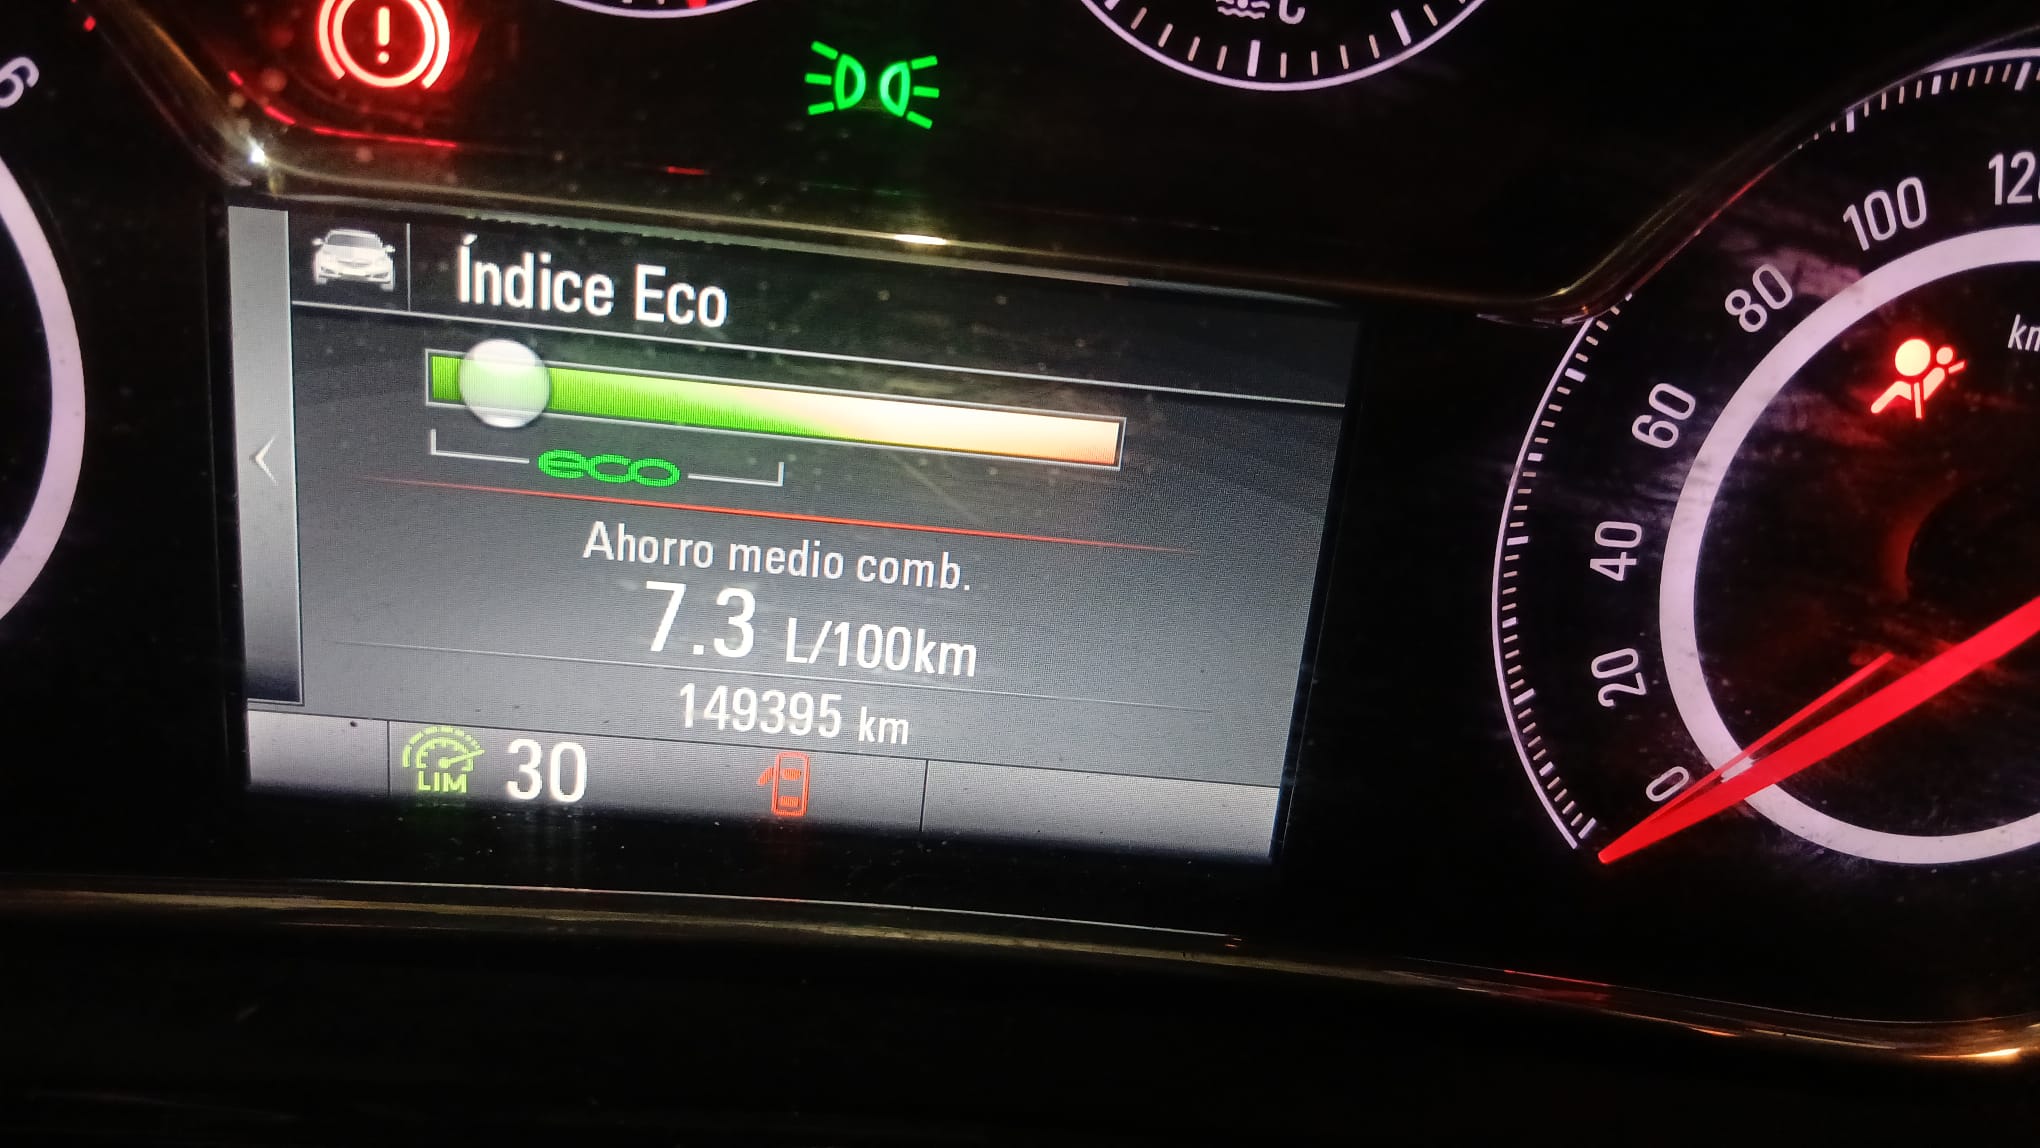 6
C
Índice Eco
eco
Ahorro medio comb.
7.3 L/100km
149395 km
LIM 30
100
80
60
40
20
0